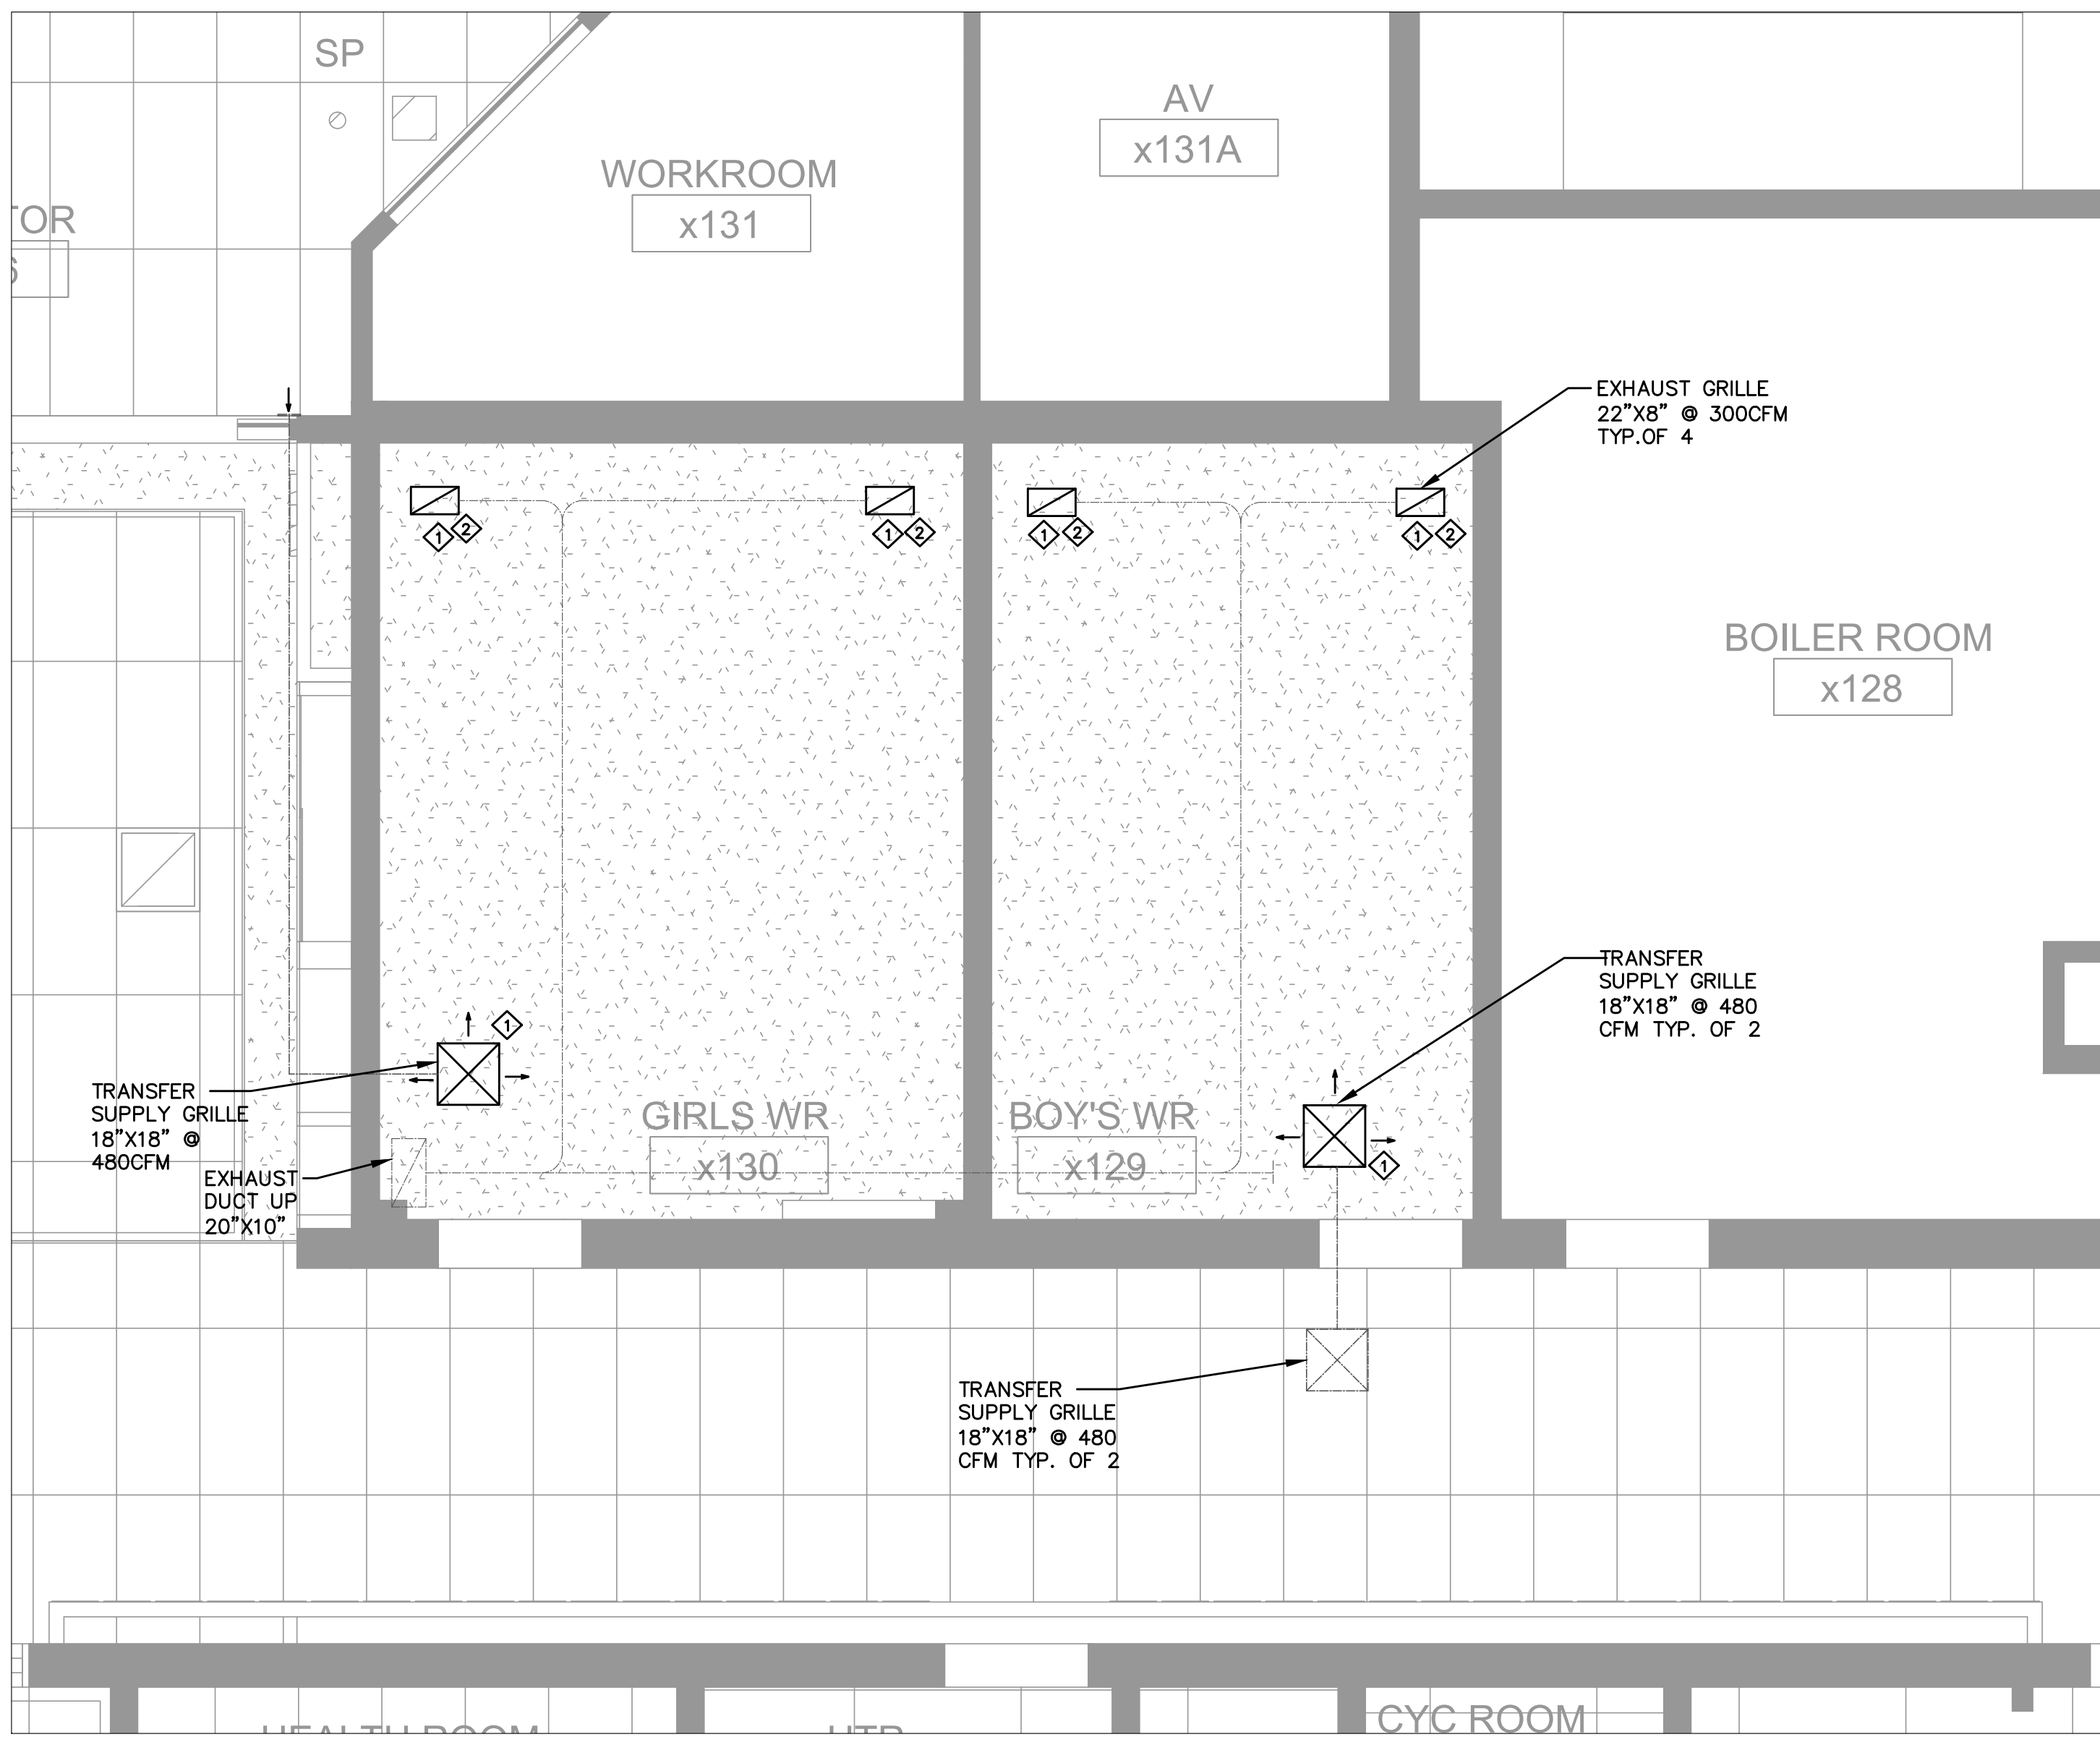 SP
WORKROOM
x131
AV
x131A
TOR
EXHAUST GRILLE
22"X8" @ 300CFM
TYP.OF 4
1
2
1
2
1
2
1
2
BOILER ROOM
x128
TRANSFER
SUPPLY GRILLE
18"X18" @ 480
CFM TYP. OF 2
1
TRANSFER
SUPPLY GRILLE
18"X18" @
480CFM
GIRLS WR
x130
BOY'S WR
x129
1
EXHAUST
DUCT UP
20"X10"
TRANSFER
SUPPLY GRILLE
18"X18" @ 480
CFM TYP. OF 2
HEALTH ROOM
CYC ROOM